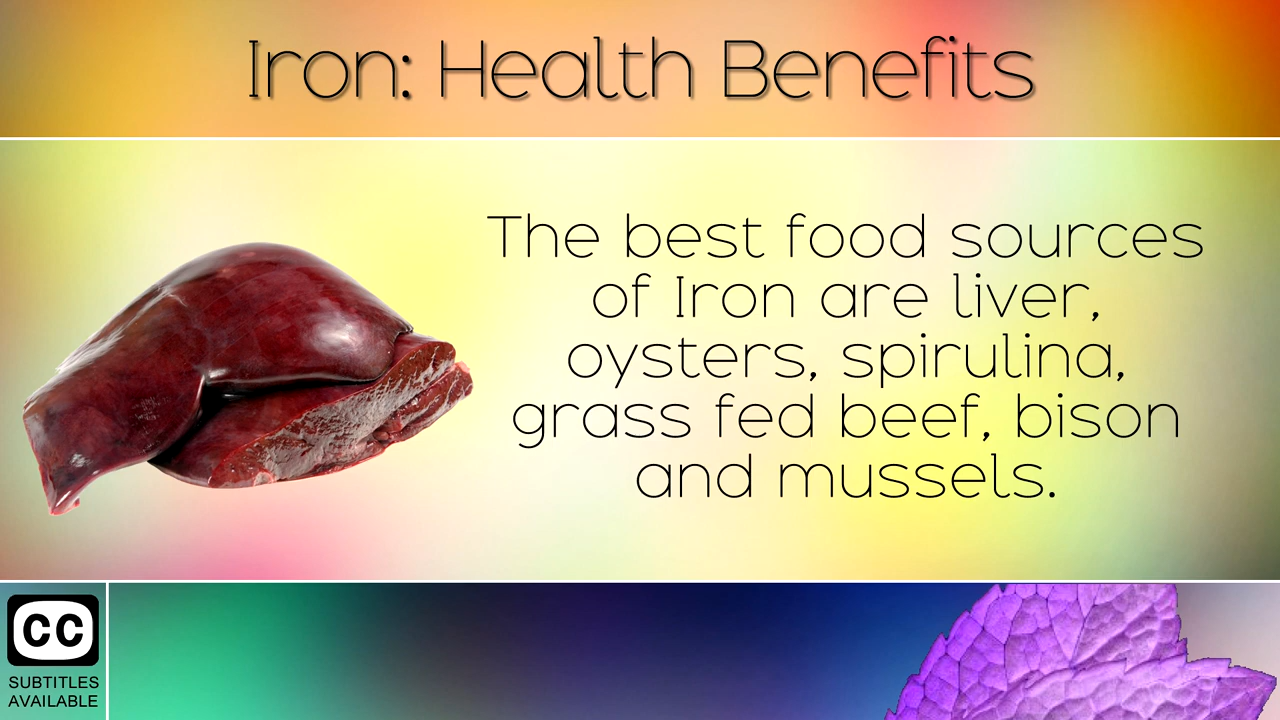 Iron: Health Benefits
The best food sources
of Iron are liver,
oysters, spirulina,
grass fed beef, bison
and mussels.
CC
SUBTITLES
AVAILABLE